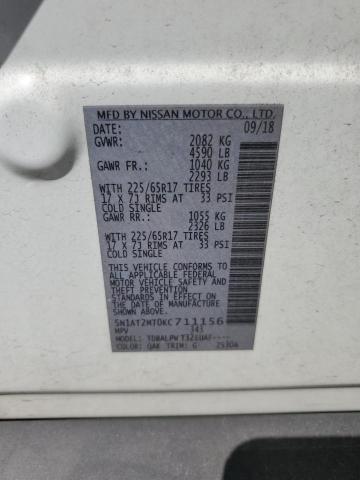 MFD BY NISSAN MOTOR CO., LTD.
DATE: 09/18
GVWR: 2082 KG
4590 LB
GAWR FR.: 1040 KG
2293 LB
WITH 225/65R17 TIRES
17 X 7J RIMS AT 33 PSI
COLD SINGLE
GAWR RR.: 1055 KG
2326 LB
WITH 225/65R17 TIRES
17 X 7J RIMS AT 33 PSI
COLD SINGLE
THIS VEHICLE CONFORMS TO ALL
APPLICABLE FEDERAL MOTOR
VEHICLE SAFETY AND
THEFT PREVENTION
STANDARDS IN EFFECT ON THE
DATE OF MANUFACTURE SHOWN ABOVE.
5N1AT2MT0KC711156
MPV 343
MODEL:
COLOR: QAK TRIM: G